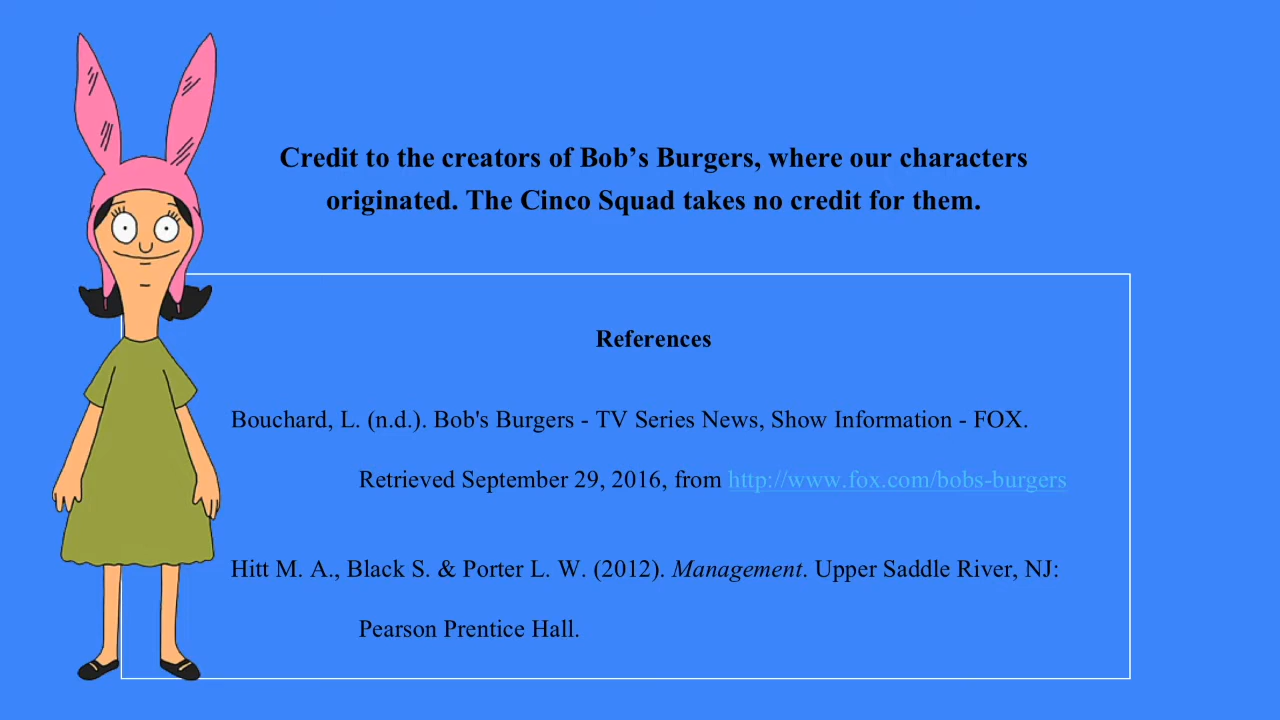 Credit to the creators of Bob’s Burgers, where our characters
originated. The Cinco Squad takes no credit for them.
References
Bouchard, L. (n.d.). Bob's Burgers - TV Series News, Show Information - FOX.
Retrieved September 29, 2016, from http://www.fox.com/bobs-burgers
Hitt M. A., Black S. & Porter L. W. (2012). Management. Upper Saddle River, NJ:
Pearson Prentice Hall.